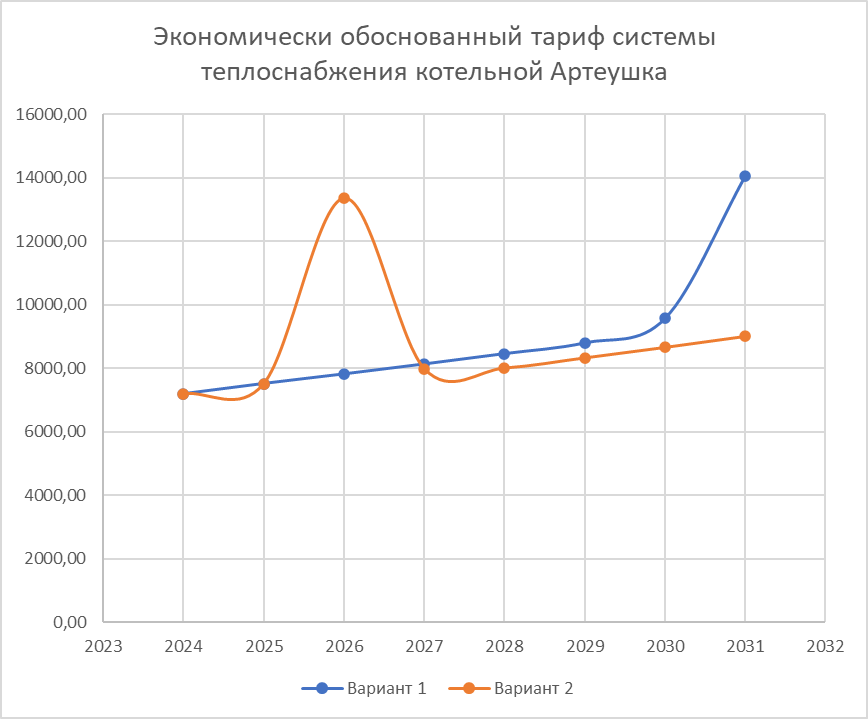 Экономически обоснованный тариф системы
теплоснабжения котельной Артеушка
16000,00
14000,00
12000,00
10000,00
8000,00
6000,00
4000,00
2000,00
0,00
2023 2024 2025 2026 2027 2028 2029 2030 2031 2032
Вариант 1 Вариант 2